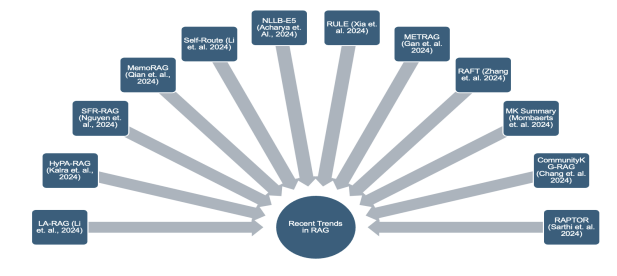 NLLB-E5
(Acharya et.
Al., 2024)
RULE (Xia et.
al. 2024)
Self-Route (Li
et. al. 2024)
METRAG
(Gan et. al.
2024)
MemoRAG
(Qian et. al.,
2024)
RAFT (Zhang
et. al. 2024)
SFR-RAG
(Nguyen et.
al., 2024)
MK Summary
(Mombaerts
et. al. 2024)
HyPA-RAG
(Kalra et. al.,
2024)
CommunityK
G-RAG
(Chang et. al.
2024)
LA-RAG (Li
et. al., 2024)
Recent Trends
in RAG
RAPTOR
(Sarthi et. al.
2024)